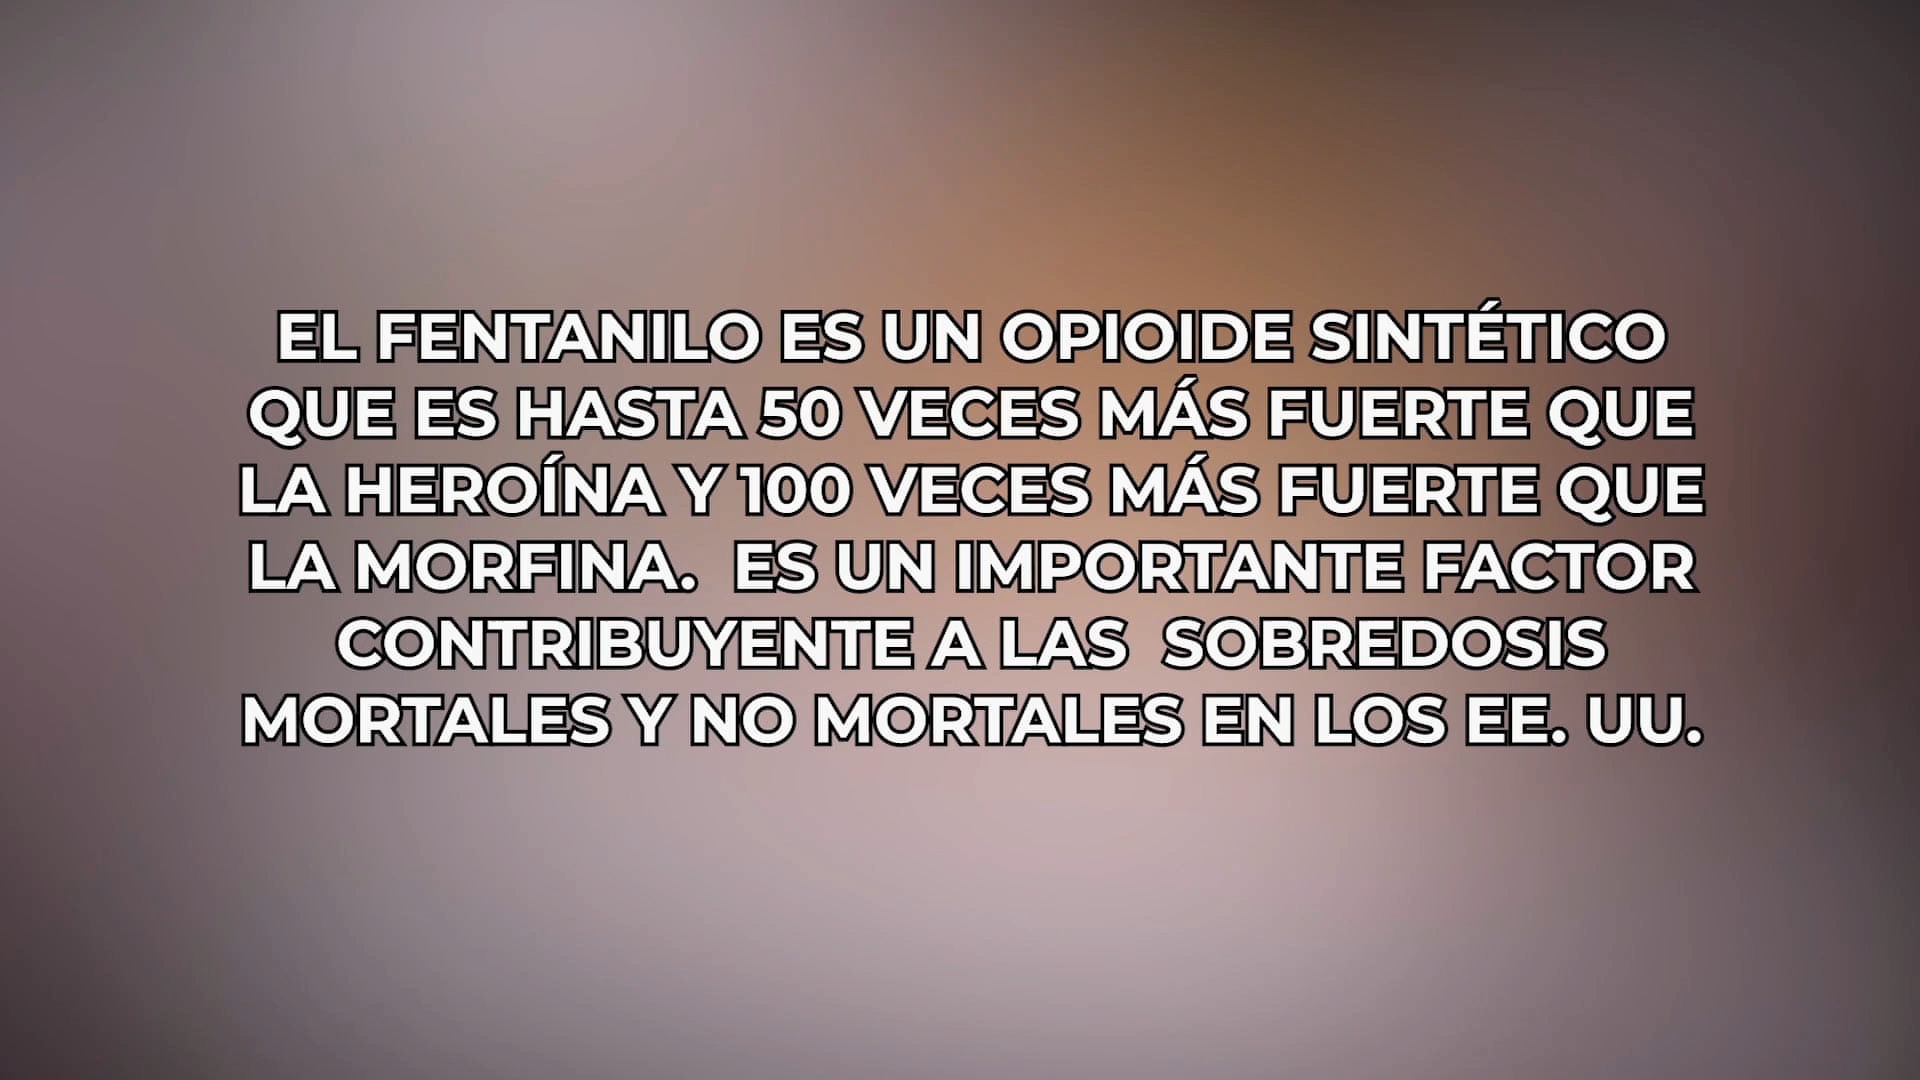 EL FENTANILO ES UN OPIOIDE SINTÉTICO
QUE ES HASTA 50 VECES MÁS FUERTE QUE
LA HEROÍNA Y 100 VECES MÁS FUERTE QUE
LA MORFINA.  ES UN IMPORTANTE FACTOR
CONTRIBUYENTE A LAS  SOBREDOSIS
MORTALES Y NO MORTALES EN LOS EE. UU.